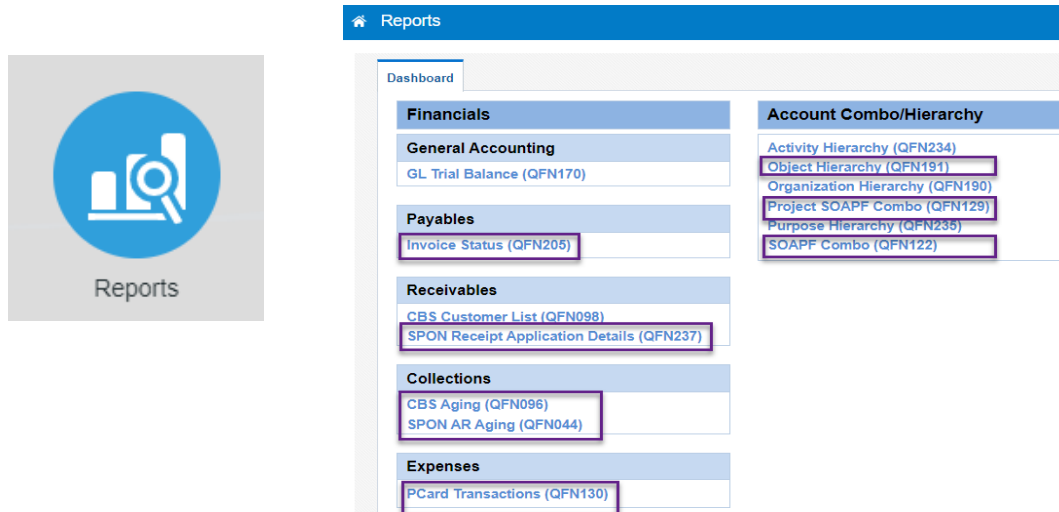 Reports
Reports
Dashboard
Financials
General Accounting
GL Trial Balance (QFN170)
Payables
Invoice Status (QFN205)
Receivables
CBS Customer List (QFN098)
SPON Receipt Application Details (QFN237)
Collections
CBS Aging (QFN096)
SPON AR Aging (QFN044)
Expenses
PCard Transactions (QFN130)
Account Combo/Hierarchy
Activity Hierarchy (QFN234)
Object Hierarchy (QFN191)
Organization Hierarchy (QFN190)
Project SOAPF Combo (QFN129)
Purpose Hierarchy (QFN235)
SOAPF Combo (QFN122)